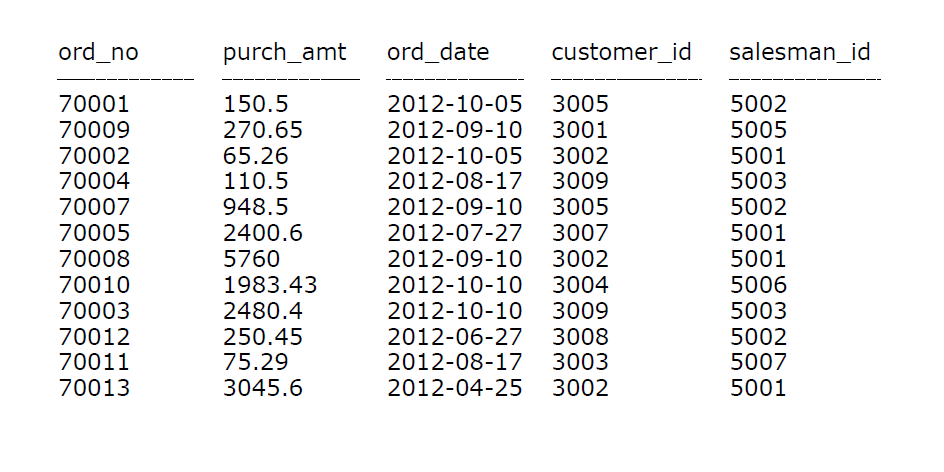 ord_no purch_amt ord_date customer_id salesman_id
70001 150.5 2012-10-05 3005 5002
70009 270.65 2012-09-10 3001 5005
70002 65.26 2012-10-05 3002 5001
70004 110.5 2012-08-17 3009 5003
70007 948.5 2012-09-10 3005 5002
70005 2400.6 2012-07-27 3007 5001
70008 5760 2012-09-10 3002 5001
70010 1983.43 2012-10-10 3004 5006
70003 2480.4 2012-10-10 3009 5003
70012 250.45 2012-06-27 3008 5002
70011 75.29 2012-08-17 3003 5007
70013 3045.6 2012-04-25 3002 5001